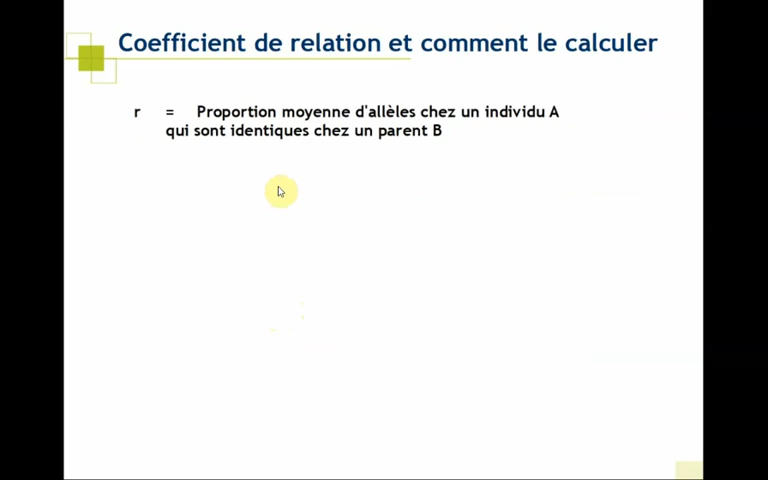 Coefficient de relation et comment le calculer
r = Proportion moyenne d'allèles chez un individu A
qui sont identiques chez un parent B